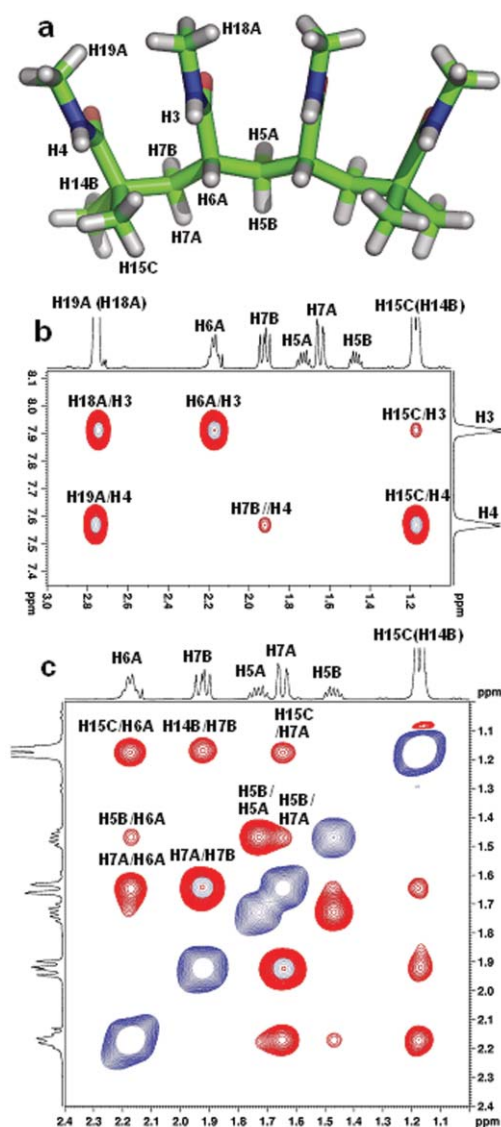 a
H18A
H19A
H3
H4
H7B
H5A
H14B
H6A
H7A
H5B
H15C
b
H19A (H18A)
H6A
H7B
H7A
H5A
H5B
H15C(H14B)
8.1
8.0
7.9
7.8
7.7
7.6
7.5
7.4
ppm
H18A/H3
H6A/H3
H15C/H3
H3
H19A/H4
H7B//H4
H15C/H4
H4
3.0
2.8
2.6
2.4
2.2
2.0
1.8
1.6
1.4
1.2
ppm
ppm
c
H6A
H7B
H5A
H7A
H5B
H15C(H14B)
ppm
H15C/H6A
H14B/H7B
H15C
/H7A
H5B/H6A
H5B/
H5A
H5B/
H7A
H7A/H6A
H7A/H7B
1.1
1.2
1.3
1.4
1.5
1.6
1.7
1.8
1.9
2.0
2.1
2.2
2.3
2.4
2.4
2.3
2.2
2.1
2.0
1.9
1.8
1.7
1.6
1.5
1.4
1.3
1.2
1.1
ppm